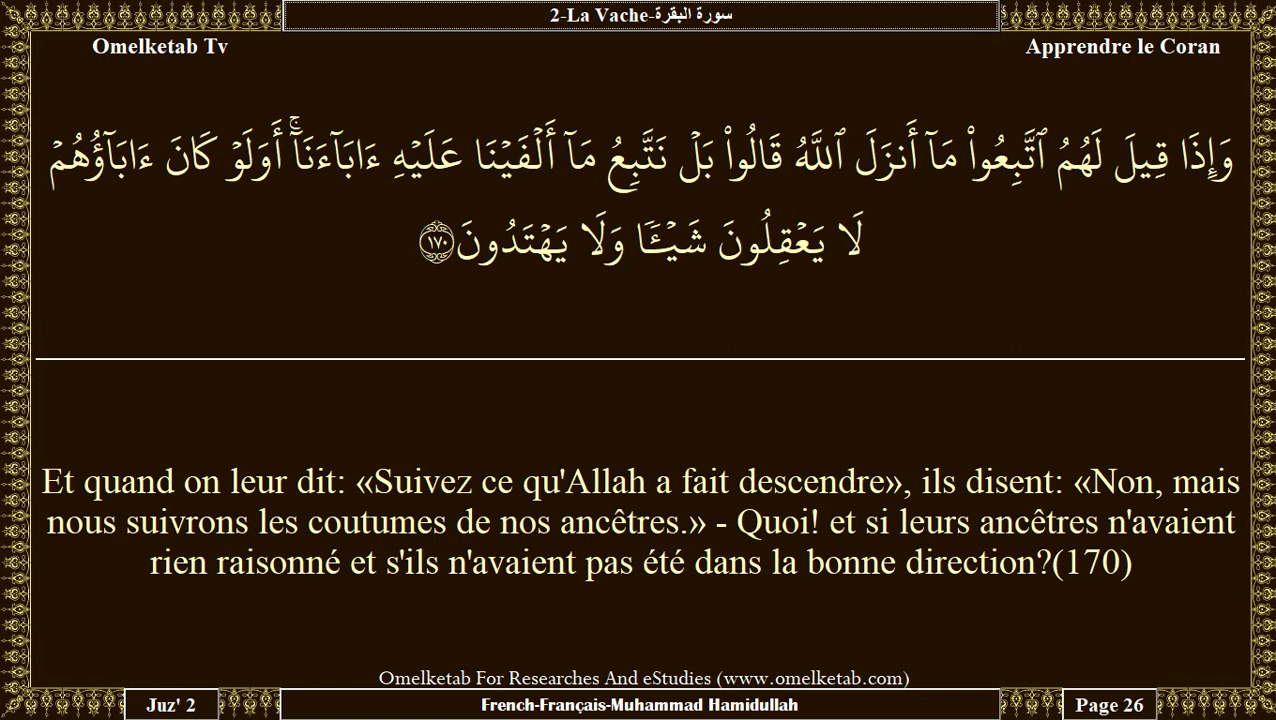 2-La Vache-سورة البقرة
Omelketab Tv
Apprendre le Coran
وَإِذَا قِيلَ لَهُمُ ٱتَّبِعُوا۟ مَآ أَنزَلَ ٱللَّهُ قَالُوا۟ بَلْ نَتَّبِعُ مَآ أَلْفَيْنَا عَلَيْهِ ءَابَآءَنَآ ۗ أَوَلَوْ كَانَ ءَابَآؤُهُمْ
لَا يَعْقِلُونَ شَيْـًٔا وَلَا يَهْتَدُونَ ١٧٠
Et quand on leur dit: «Suivez ce qu'Allah a fait descendre», ils disent: «Non, mais
nous suivrons les coutumes de nos ancêtres.» - Quoi! et si leurs ancêtres n'avaient
rien raisonné et s'ils n'avaient pas été dans la bonne direction?(170)
Omelketab For Researches And eStudies (www.omelketab.com)
Juz' 2
French-Français-Muhammad Hamidullah
Page 26